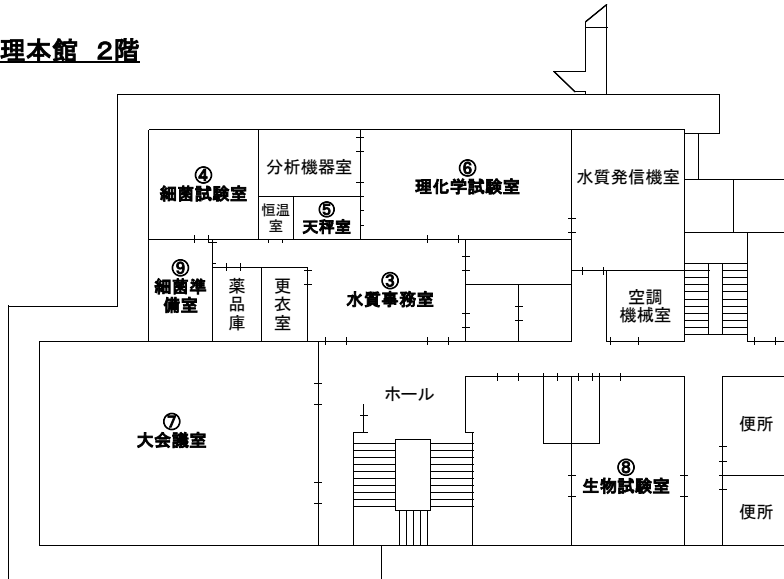 理本館 2階
④
細菌試験室
分析機器室
⑥
理化学試験室
水質発信機室
恒温
室
⑤
天秤室
⑨
細菌準
備室
薬
品
庫
更
衣
室
③
水質事務室
空調
機械室
ホール
⑦
大会議室
⑧
生物試験室
便所
便所